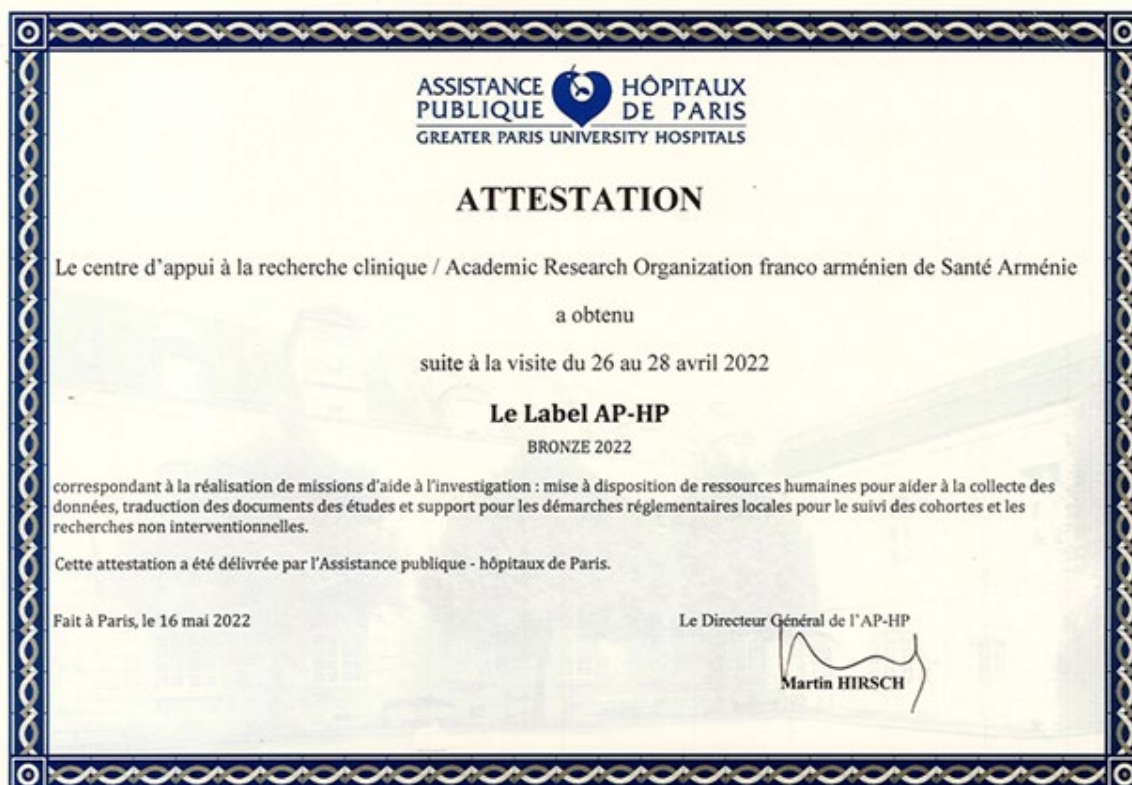 ASSISTANCE HÔPITAUX
PUBLIQUE DE PARIS
GREATER PARIS UNIVERSITY HOSPITALS
ATTESTATION
Le centre d'appui à la recherche clinique / Academic Research Organization franco arménien de Santé Arménie
a obtenu
suite à la visite du 26 au 28 avril 2022
Le Label AP-HP
BRONZE 2022
correspondant à la réalisation de missions d'aide à l'investigation : mise à disposition de ressources humaines pour aider à la collecte des
données, traduction des documents des études et support pour les démarches réglementaires locales pour le suivi des cohortes et les
recherches non interventionnelles.
Cette attestation a été délivrée par l'Assistance publique - hôpitaux de Paris.
Fait à Paris, le 16 mai 2022
Le Directeur Général de l'AP-HP
Martin HIRSCH